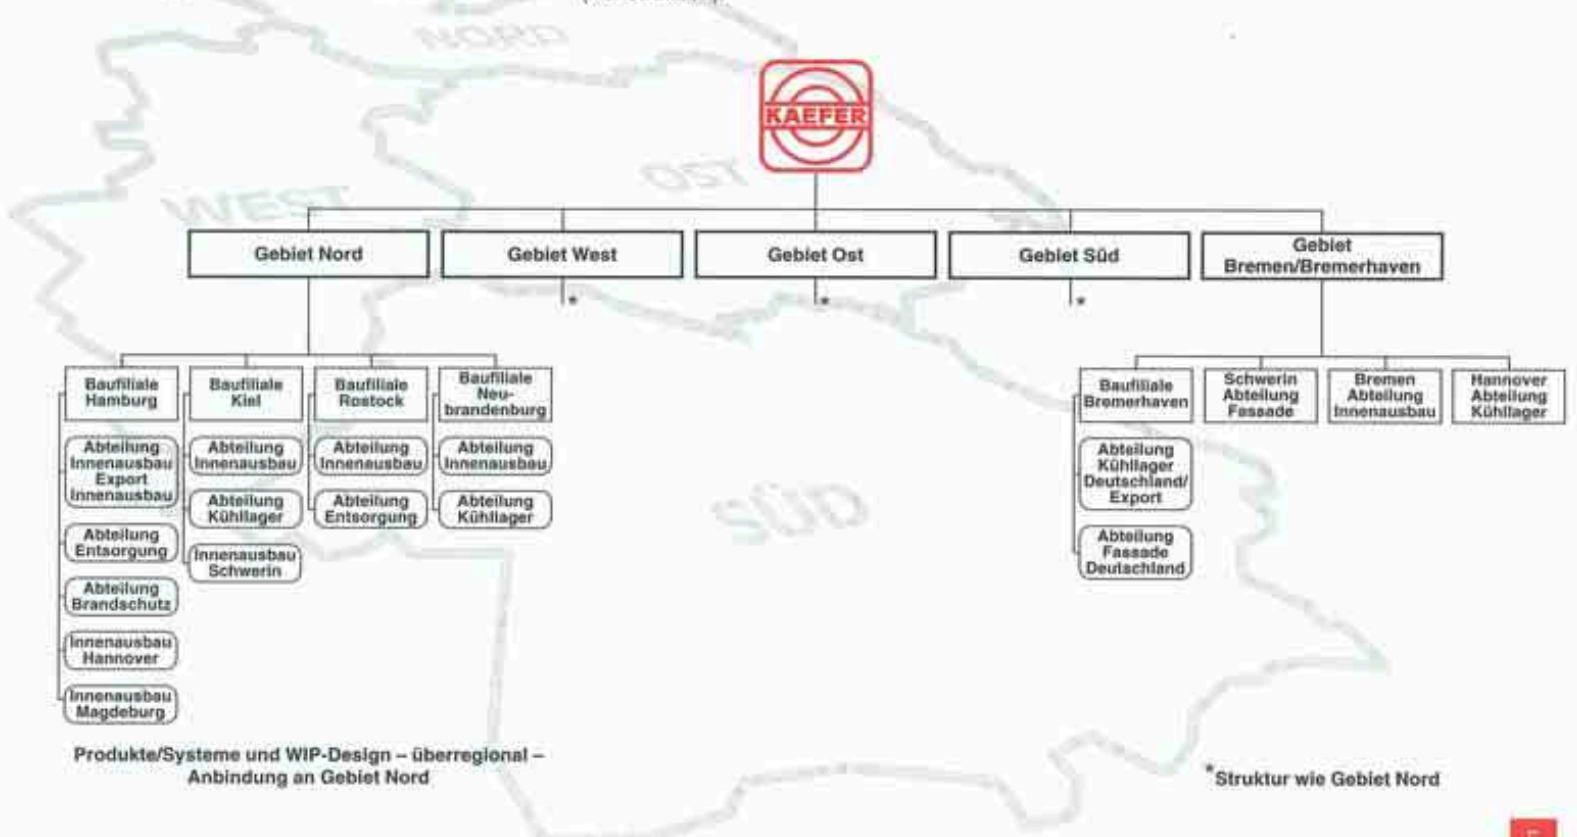 NORD
KAEFER
OST
WEST
Gebiet Nord
Gebiet West
Gebiet Ost
Gebiet Süd
Gebiet
Bremen/Bremerhaven
*
*
*
Baufiliale
Hamburg
Abteilung
Innenausbau
Export
Innenausbau
Abteilung
Entsorgung
Abteilung
Brandschutz
Innenausbau
Hannover
Innenausbau
Magdeburg
Baufiliale
Kiel
Abteilung
Innenausbau
Abteilung
Kühllager
Innenausbau
Schwerin
Baufiliale
Rostock
Abteilung
Innenausbau
Abteilung
Entsorgung
Baufiliale
Neu-
brandenburg
Abteilung
Innenausbau
Abteilung
Kühllager
SÜD
Baufiliale
Bremerhaven
Abteilung
Kühllager
Deutschland/
Export
Abteilung
Fassade
Deutschland
Schwerin
Abteilung
Fassade
Bremen
Abteilung
Innenausbau
Hannover
Abteilung
Kühllager
Produkte/Systeme und WIP-Design – überregional –
Anbindung an Gebiet Nord
*Struktur wie Gebiet Nord